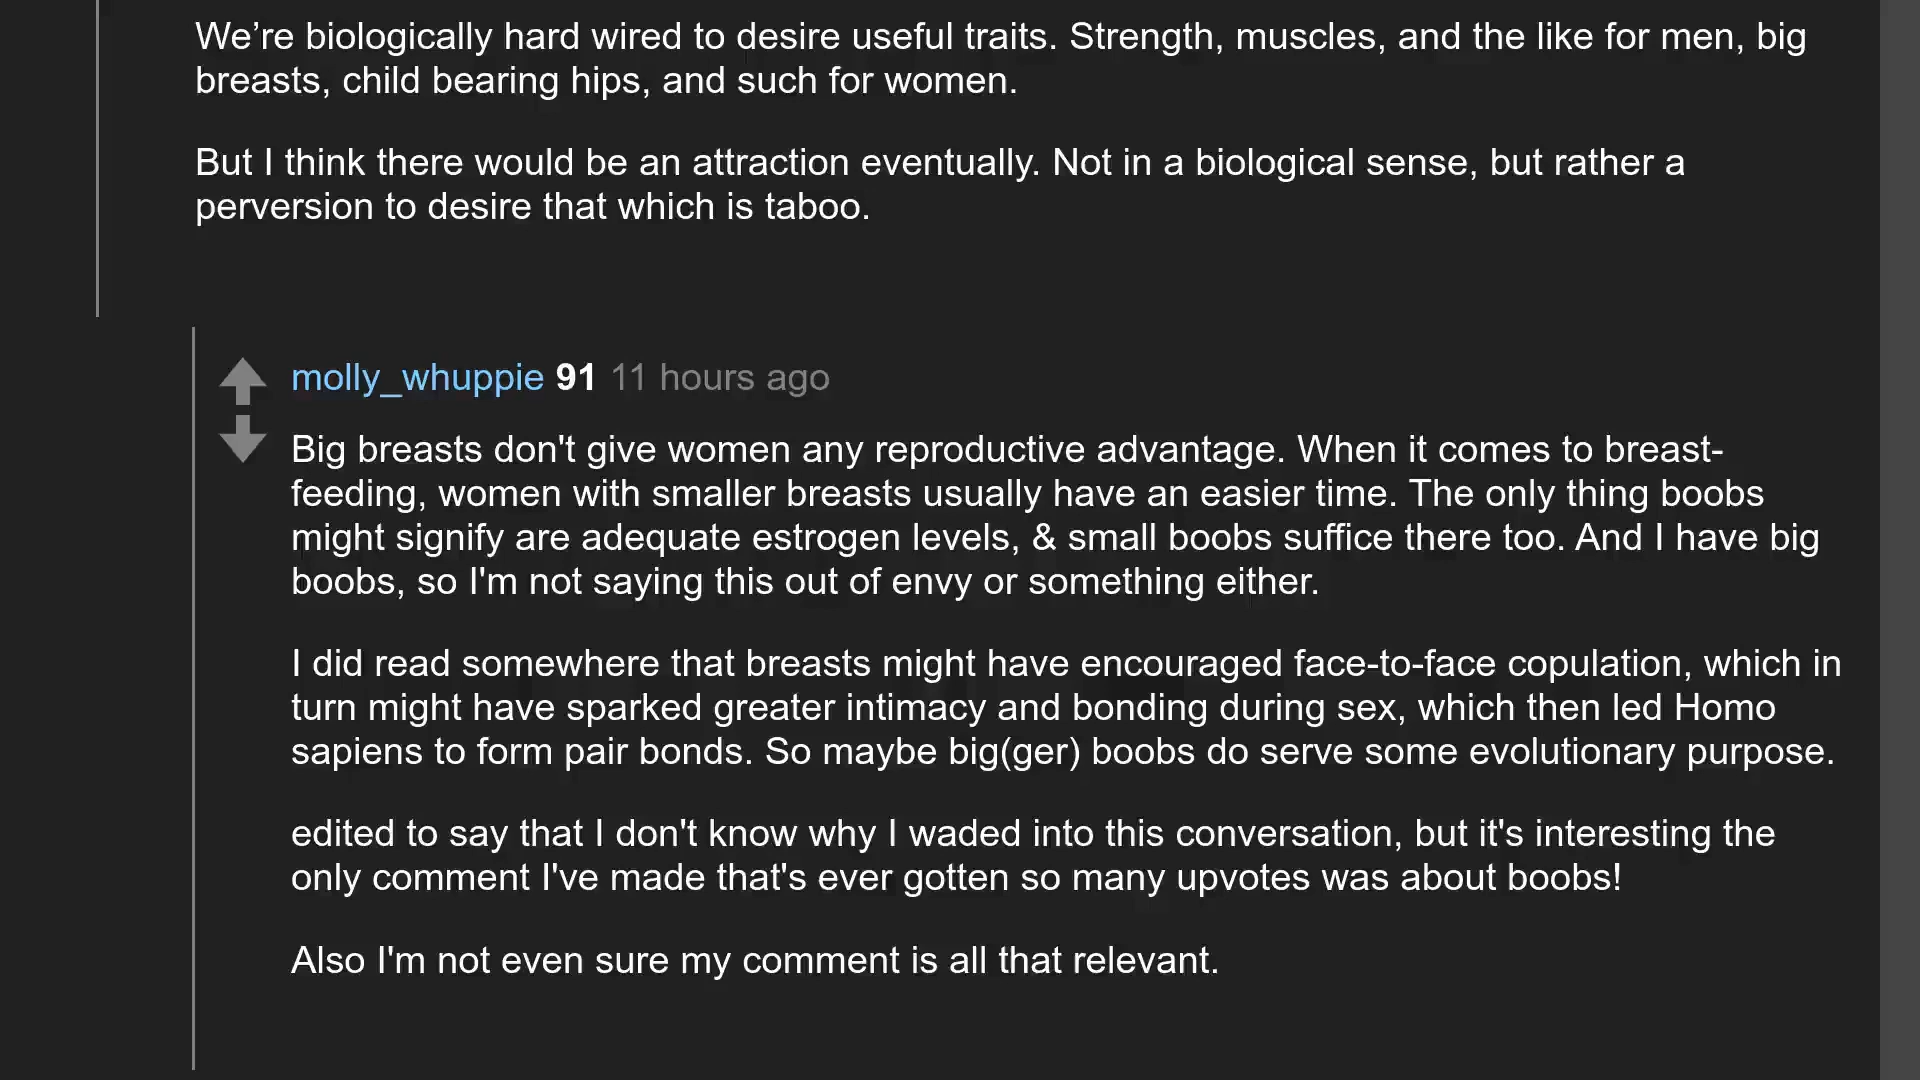 We’re biologically hard wired to desire useful traits. Strength, muscles, and the like for men, big
breasts, child bearing hips, and such for women.
But I think there would be an attraction eventually. Not in a biological sense, but rather a
perversion to desire that which is taboo.
molly_whuppie 91 11 hours ago
Big breasts don't give women any reproductive advantage. When it comes to breast-
feeding, women with smaller breasts usually have an easier time. The only thing boobs
might signify are adequate estrogen levels, & small boobs suffice there too. And I have big
boobs, so I'm not saying this out of envy or something either.
I did read somewhere that breasts might have encouraged face-to-face copulation, which in
turn might have sparked greater intimacy and bonding during sex, which then led Homo
sapiens to form pair bonds. So maybe big(ger) boobs do serve some evolutionary purpose.
edited to say that I don't know why I waded into this conversation, but it's interesting the
only comment I've made that's ever gotten so many upvotes was about boobs!
Also I'm not even sure my comment is all that relevant.